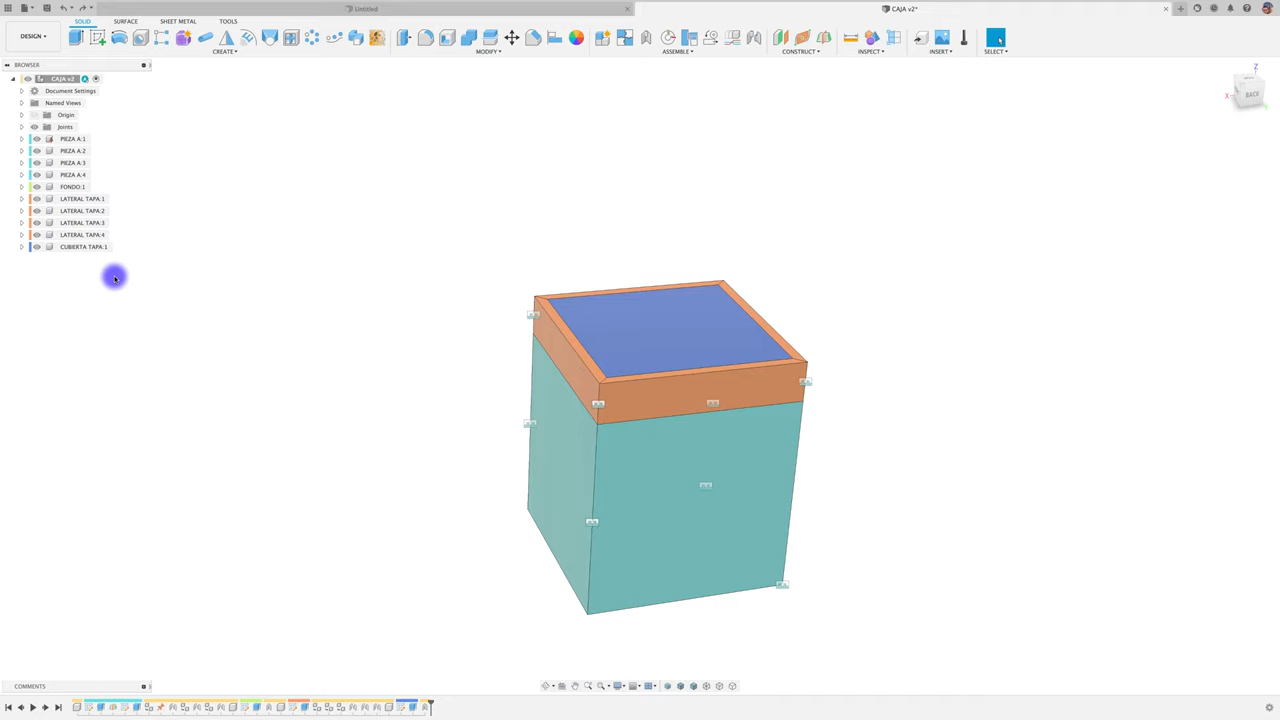 Untitled
CAJA v2*
DESIGN
SOLID
SURFACE
SHEET METAL
TOOLS
CREATE
MODIFY
ASSEMBLE
CONSTRUCT
INSPECT
INSERT
SELECT
BROWSER
CAJA v2
Document Settings
Named Views
Origin
Joints
PIEZA A:1
PIEZA A:2
PIEZA A:3
PIEZA A:4
FONDO:1
LATERAL TAPA:1
LATERAL TAPA:2
LATERAL TAPA:3
LATERAL TAPA:4
CUBIERTA TAPA:1
Z
X
BACK
COMMENTS